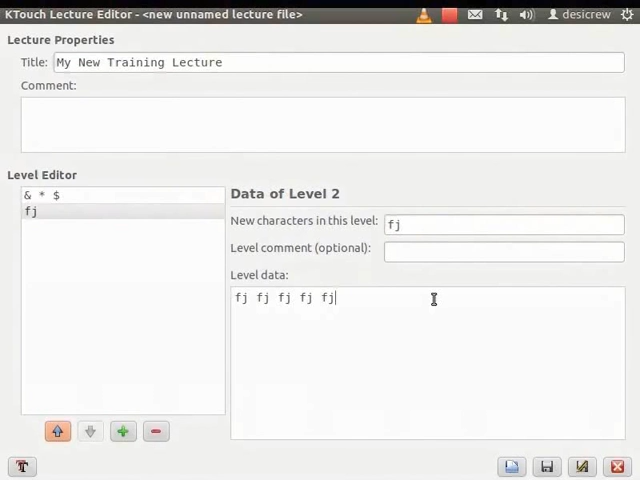 KTouch Lecture Editor - <new unnamed lecture file>
desicrew
Lecture Properties
Title: My New Training Lecture
Comment:
Level Editor
& * $
fj
Data of Level 2
New characters in this level: fj
Level comment (optional):
Level data:
fj fj fj fj fj